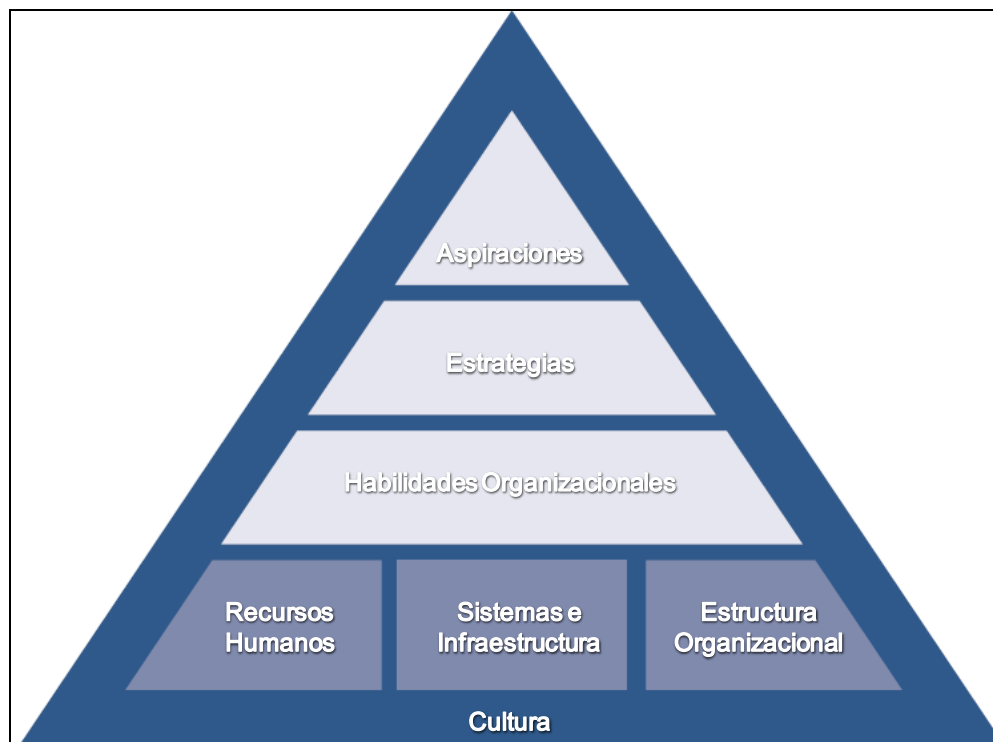 Aspiraciones
Estrategias
Habilidades Organizacionales
Recursos
Humanos
Sistemas e
Infraestructura
Estructura
Organizacional
Cultura